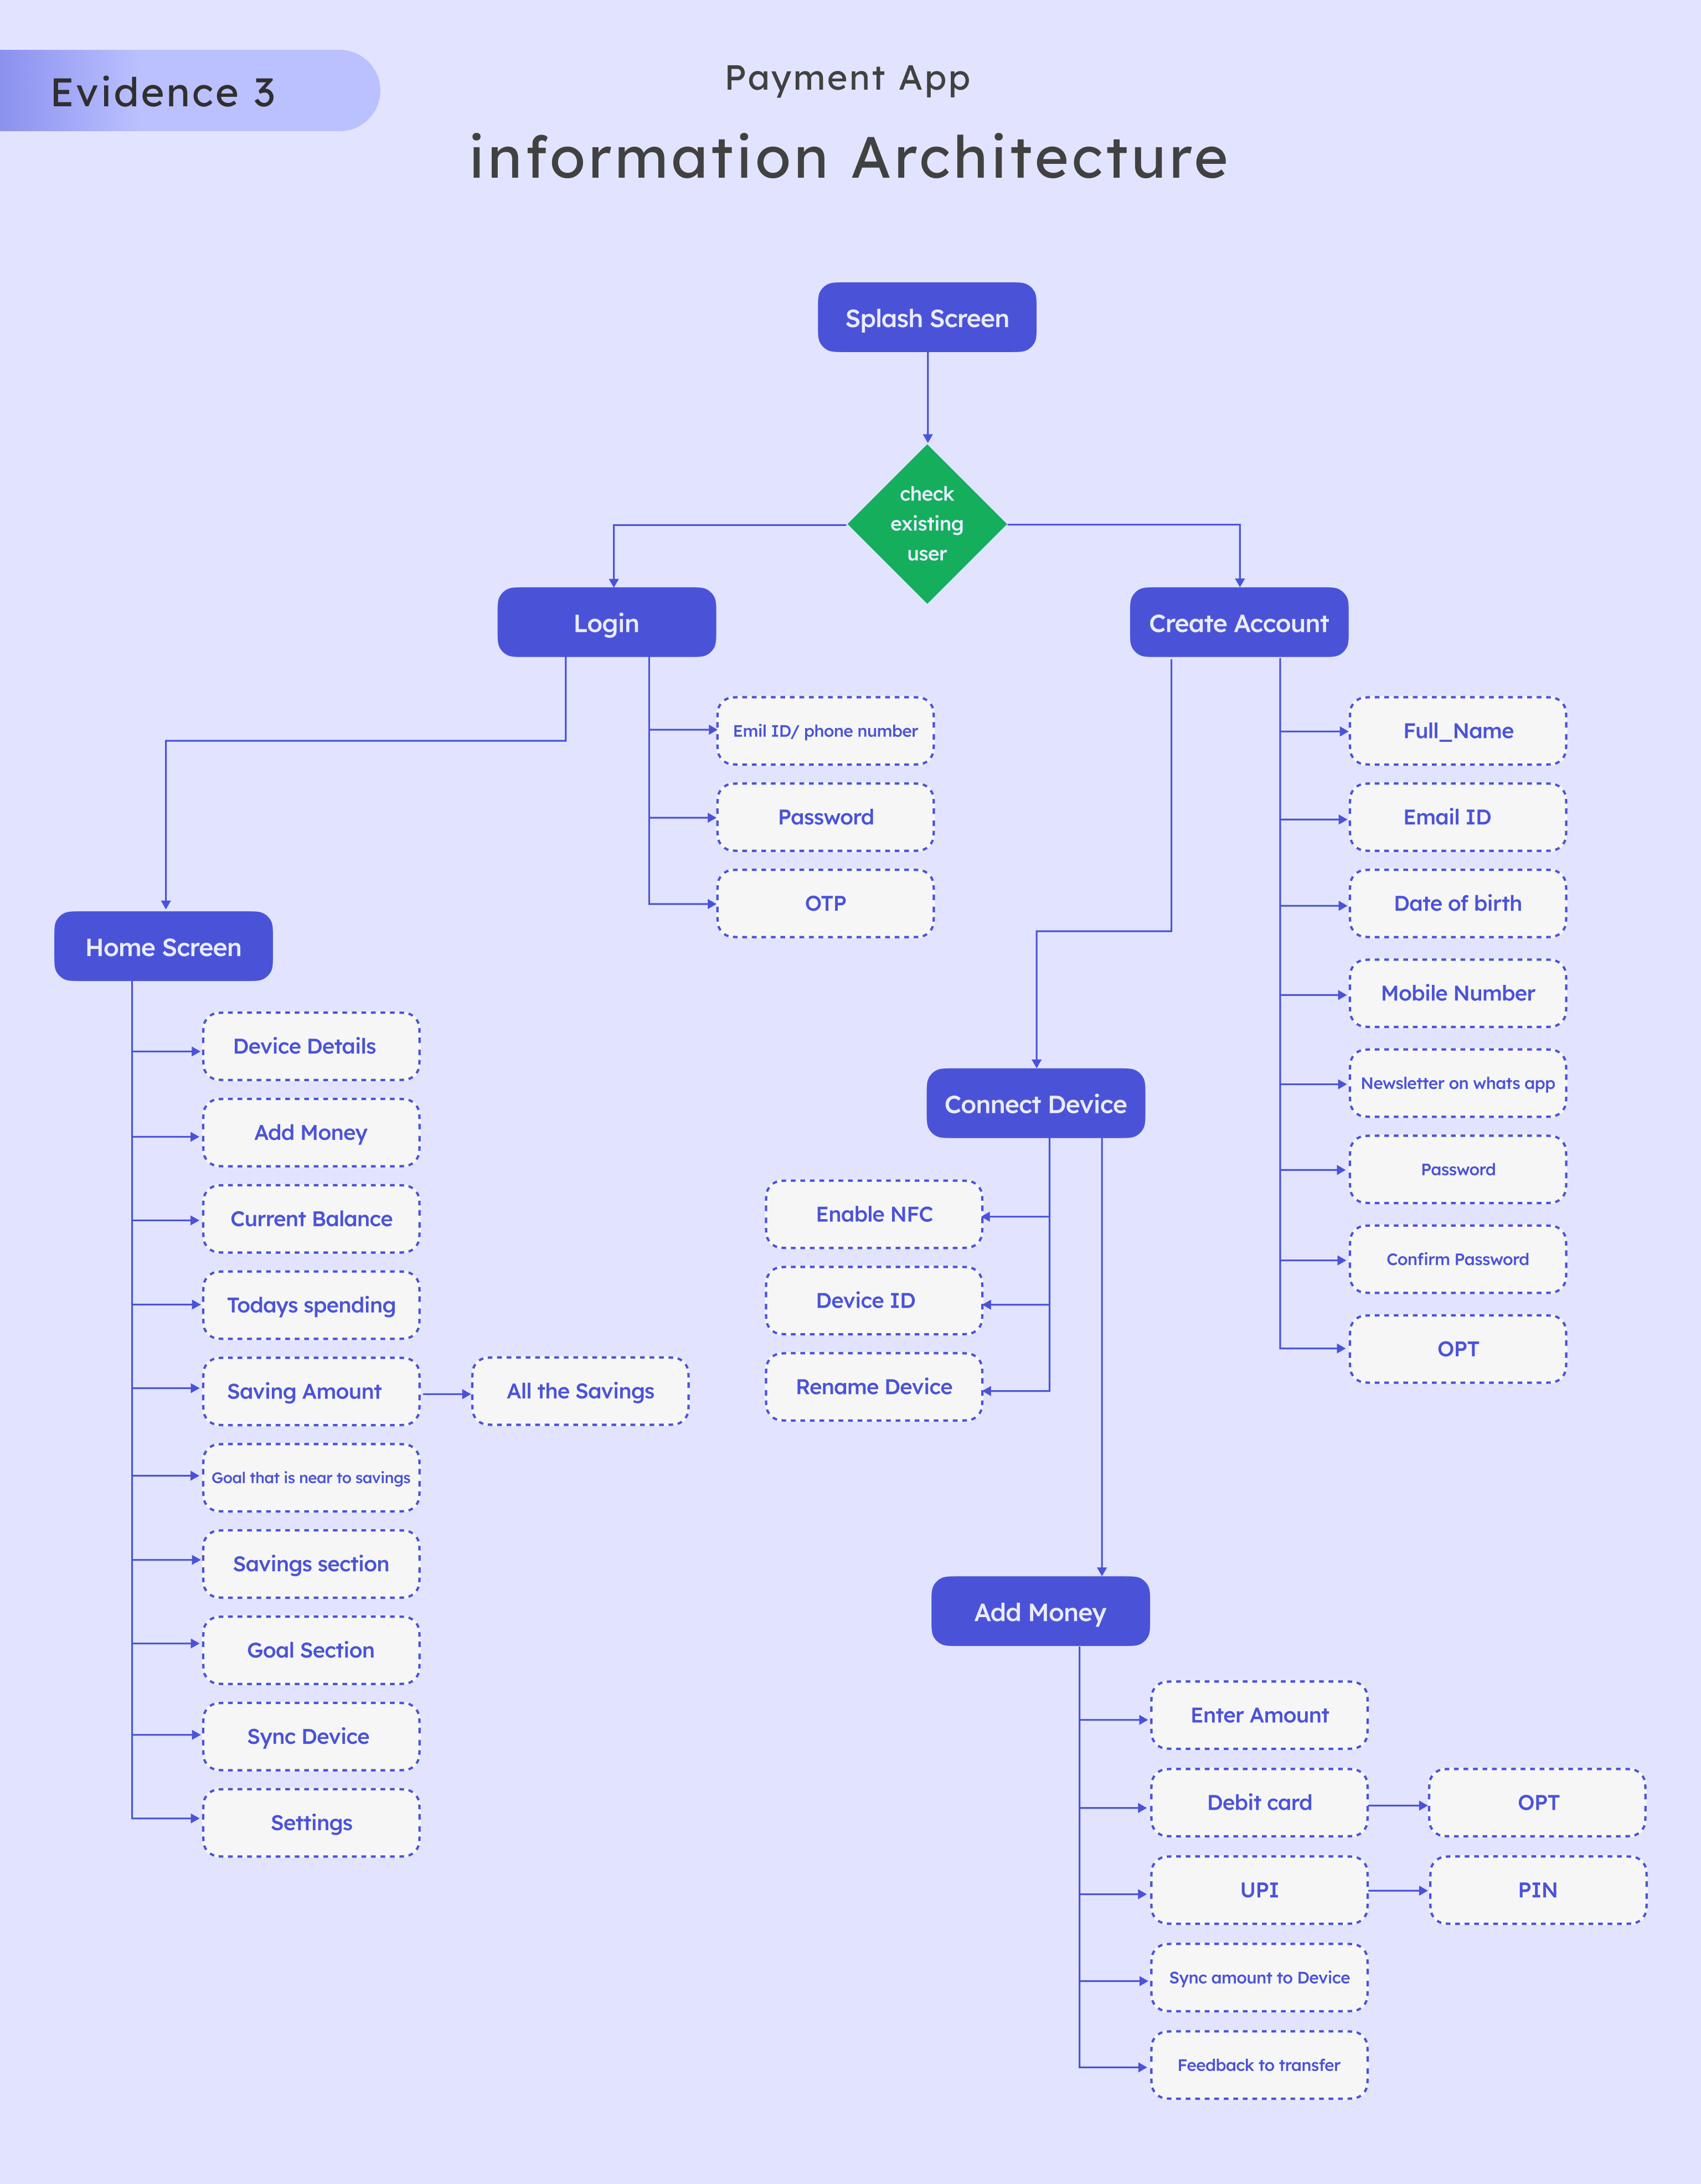 Evidence 3
Payment App
information Architecture
Splash Screen
check
existing
user
Login
Create Account
Emil ID/ phone number
Password
OTP
Full_Name
Email ID
Date of birth
Mobile Number
Newsletter on whats app
Password
Confirm Password
OPT
Home Screen
Device Details
Add Money
Current Balance
Todays spending
Saving Amount
All the Savings
Goal that is near to savings
Savings section
Goal Section
Sync Device
Settings
Connect Device
Enable NFC
Device ID
Rename Device
Add Money
Enter Amount
Debit card
OPT
UPI
PIN
Sync amount to Device
Feedback to transfer